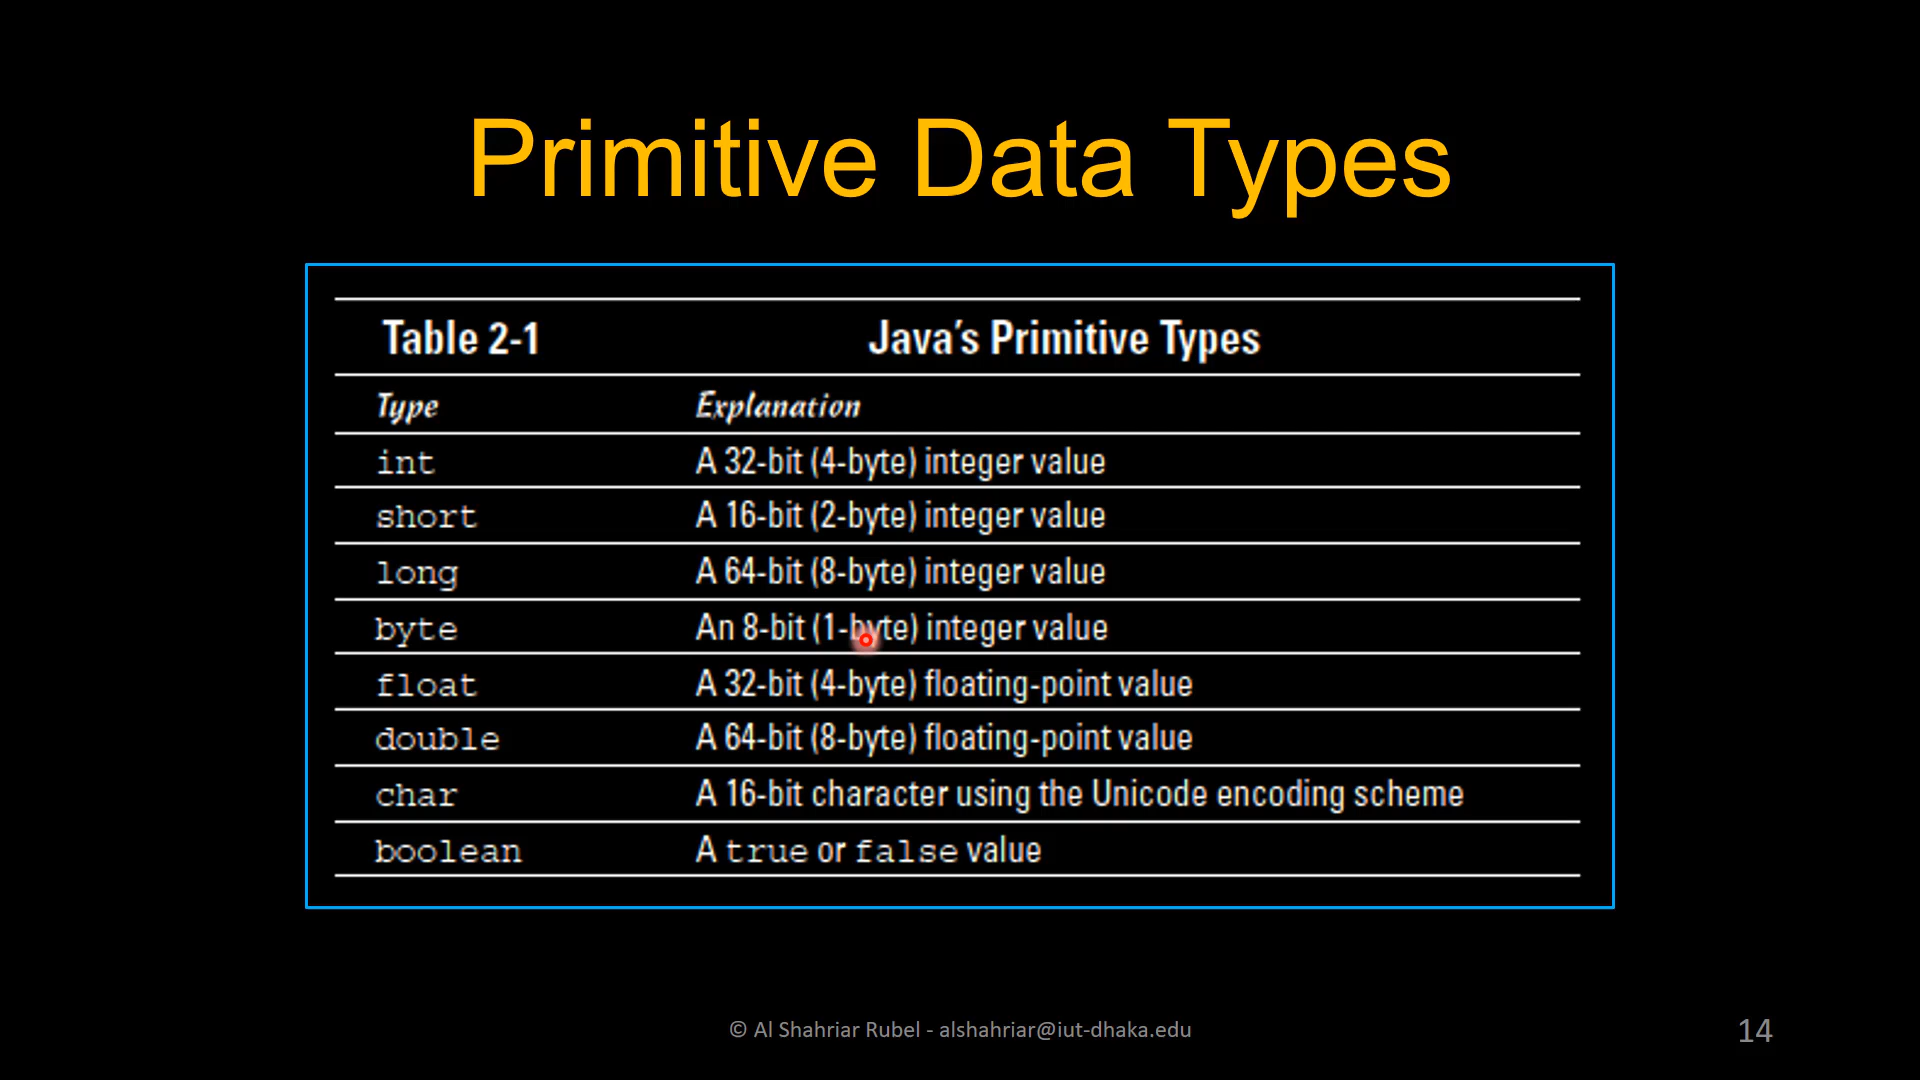 Primitive Data Types
Table 2-1 Java's Primitive Types
Type Explanation
int A 32-bit (4-byte) integer value
short A 16-bit (2-byte) integer value
long A 64-bit (8-byte) integer value
byte An 8-bit (1-byte) integer value
float A 32-bit (4-byte) floating-point value
double A 64-bit (8-byte) floating-point value
char A 16-bit character using the Unicode encoding scheme
boolean A true or false value
© Al Shahriar Rubel - alshahriar@iut-dhaka.edu
14